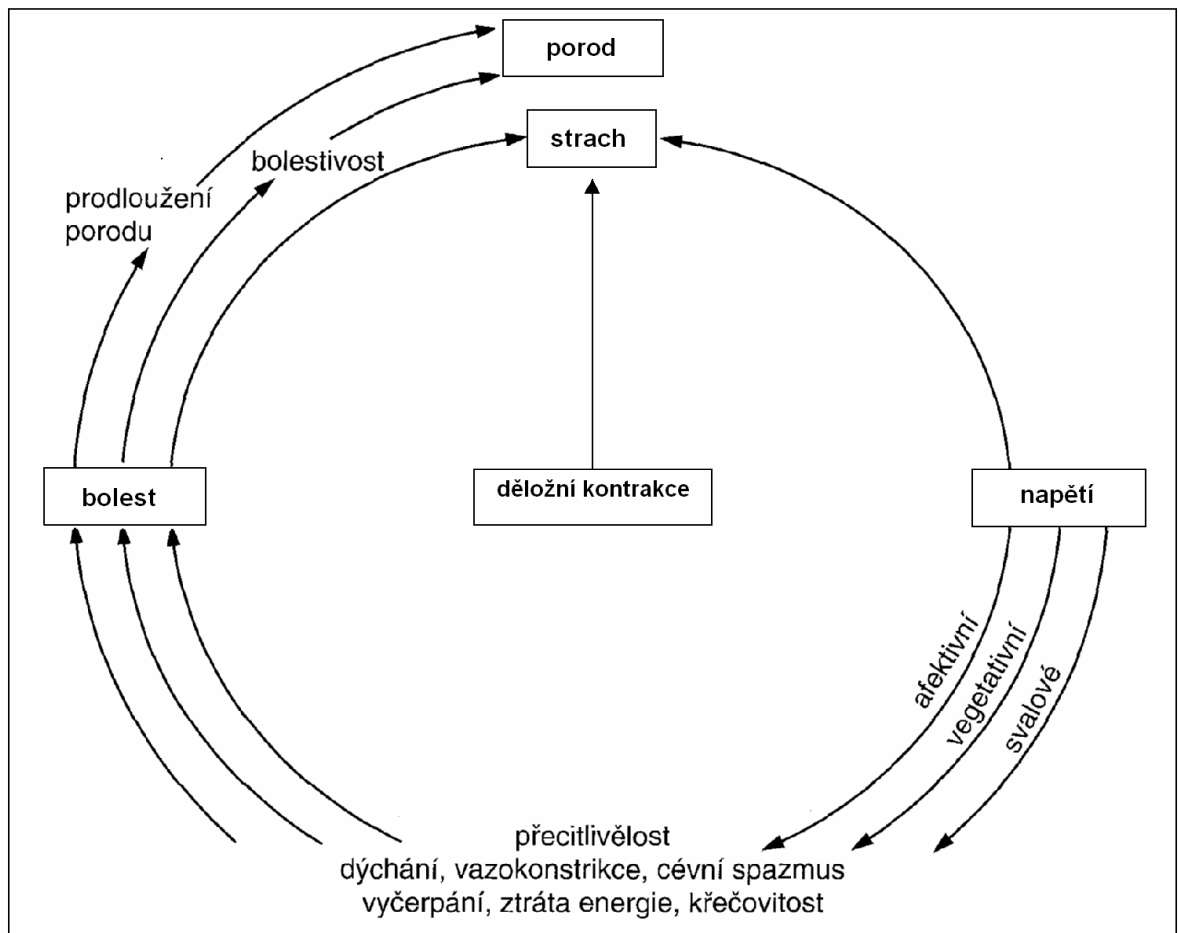 porod
strach
bolestivost
prodloužení
porodu
bolest
děložní kontrakce
napětí
afektivní
vegetativní
svalové
přecitlivělost
dýchání, vazokonstrikce, cévní spazmus
vyčerpání, ztráta energie, křečovitost